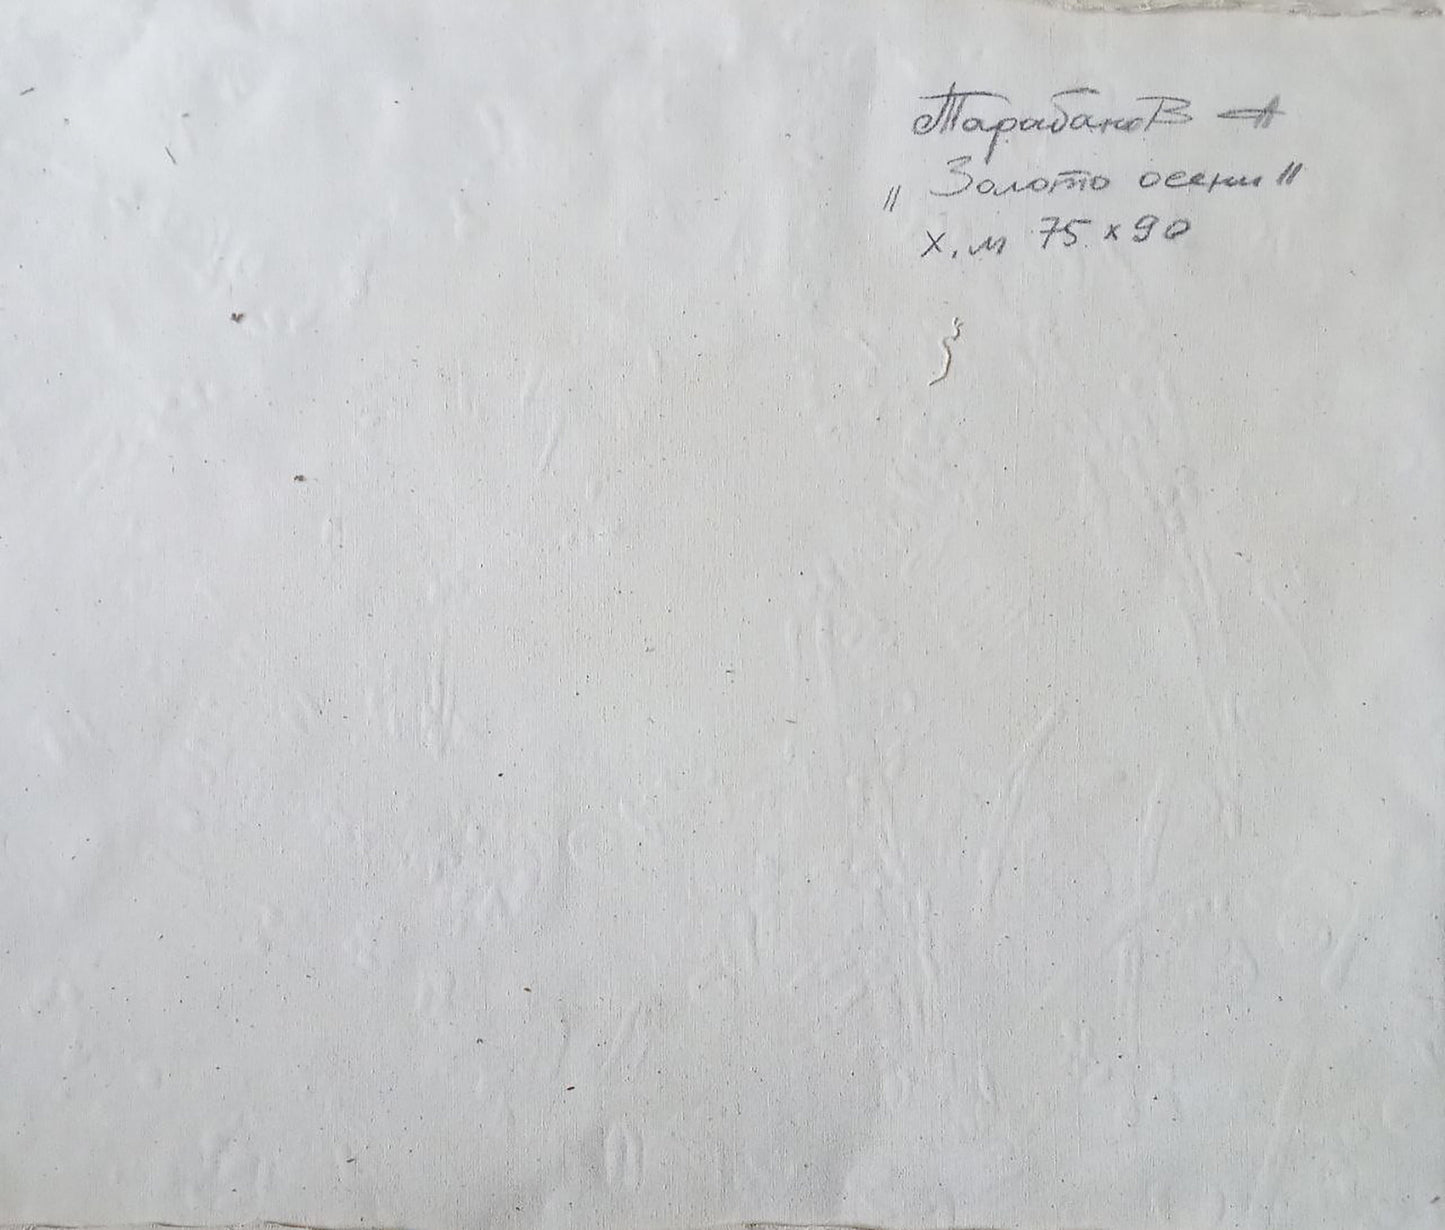 Тарабанов А
„ Золото осени "
х. м 75 х 90